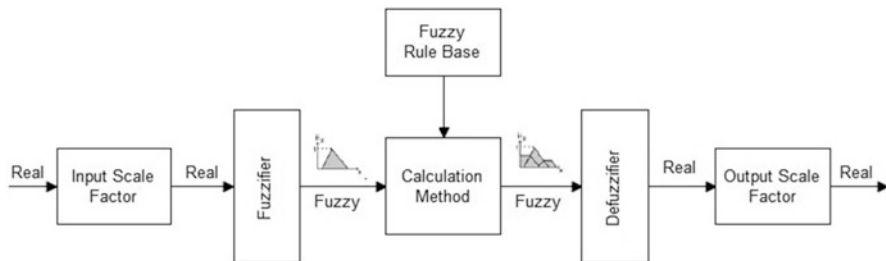 Fuzzy
Rule Base
Real
Input Scale
Factor
Real
Fuzzifier
Fuzzy
Calculation
Method
Fuzzy
Defuzzifier
Real
Output Scale
Factor
Real